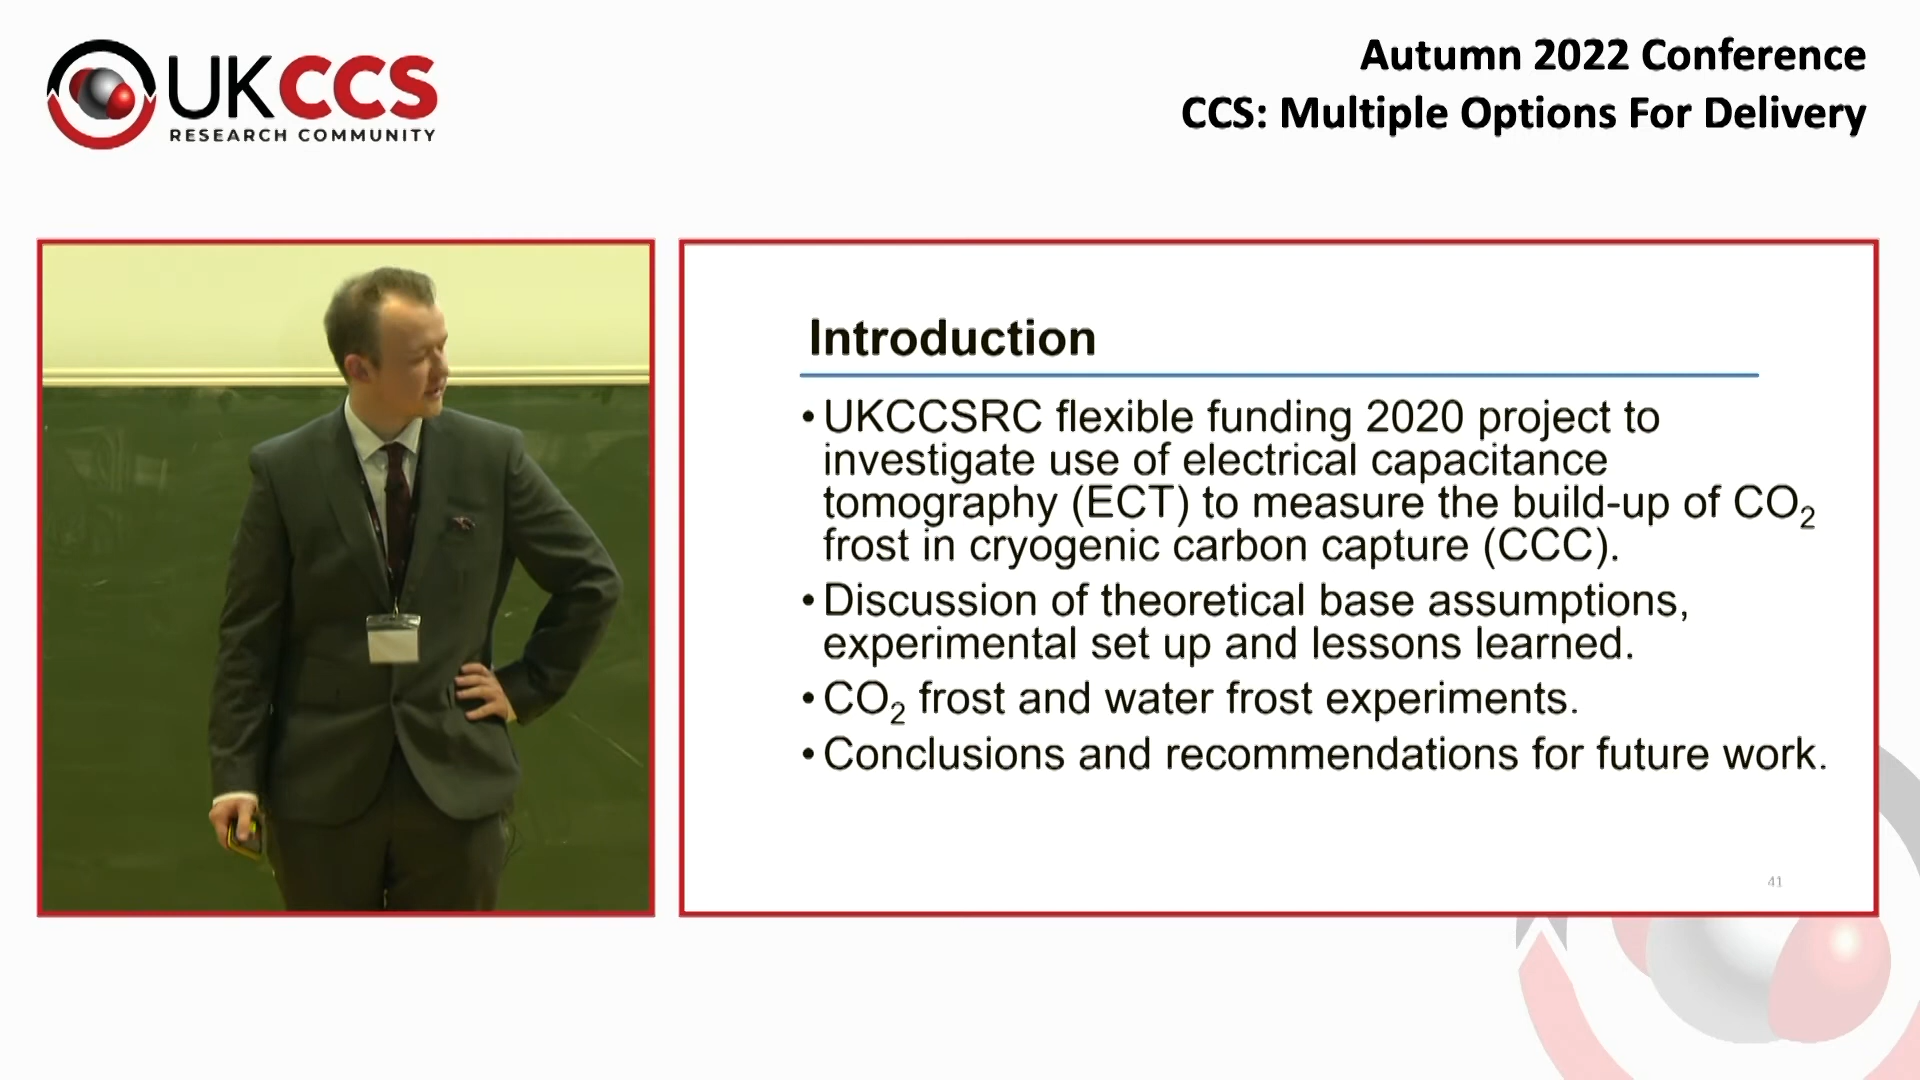 UKCCS
RESEARCH COMMUNITY
Autumn 2022 Conference
CCS: Multiple Options For Delivery
Introduction
• UKCCSRC flexible funding 2020 project to
investigate use of electrical capacitance
tomography (ECT) to measure the build-up of CO₂
frost in cryogenic carbon capture (CCC).
• Discussion of theoretical base assumptions,
experimental set up and lessons learned.
• CO₂ frost and water frost experiments.
• Conclusions and recommendations for future work.
41